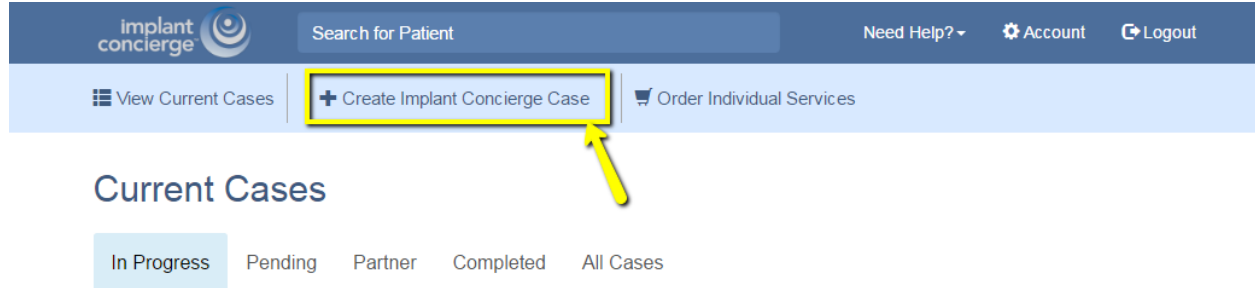 implant
concierge
Search for Patient
Need Help?
Account
Logout
View Current Cases
+ Create Implant Concierge Case
Order Individual Services
Current Cases
In Progress
Pending
Partner
Completed
All Cases